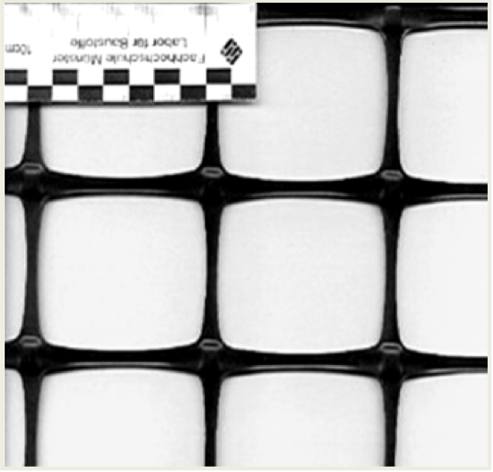 Fachhochschule Münster
Labor für Baustoffe
10cm